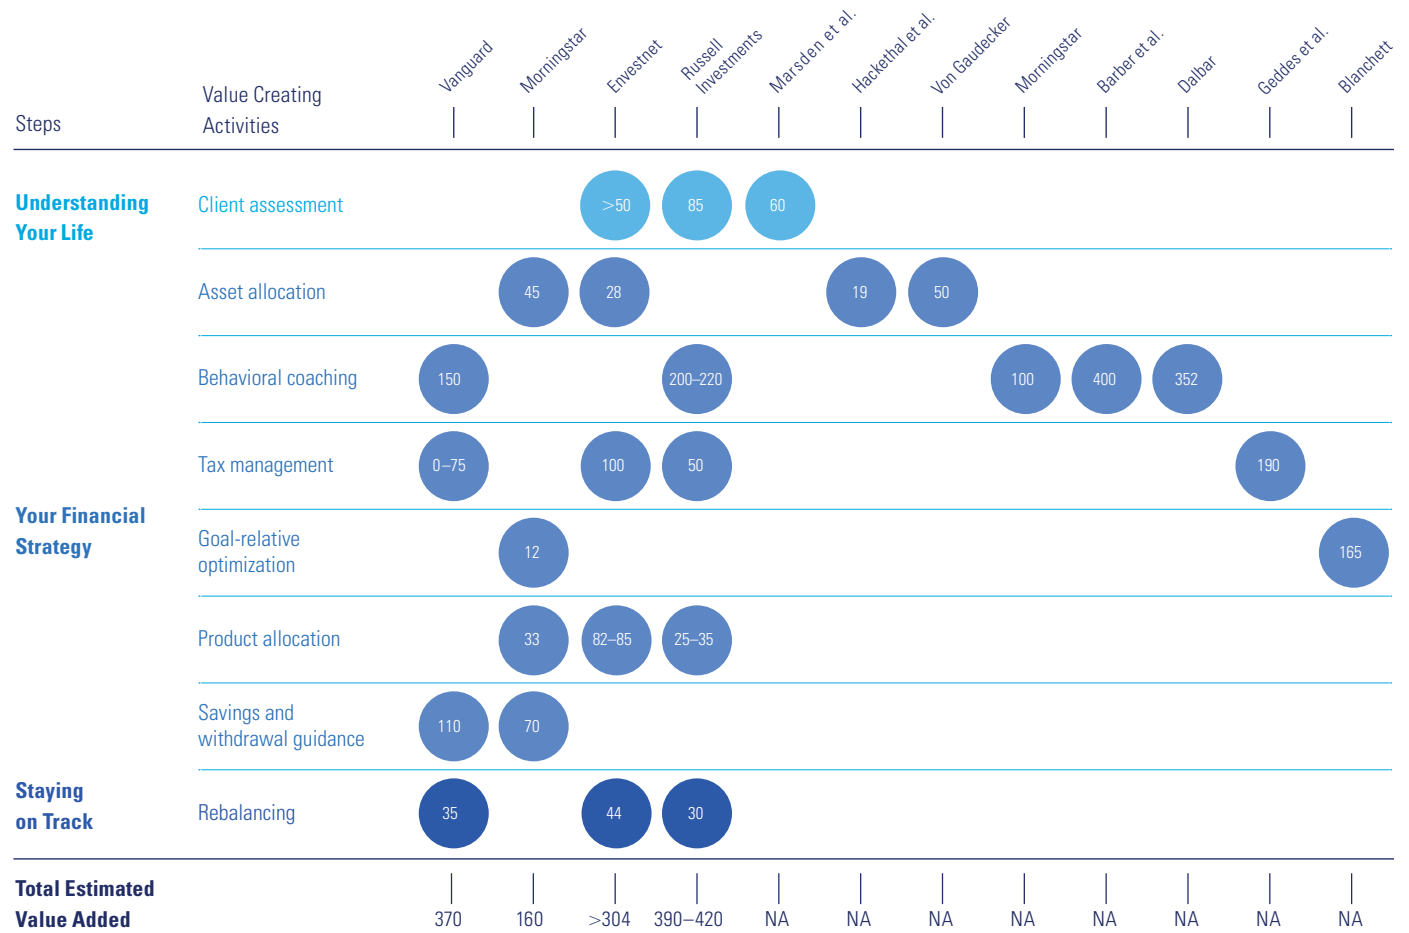 Steps
Value Creating
Activities
Vanguard
Morningstar
Envestnet
Russell
Investments
Marsden et al.
Hackethal et al.
Von Gaudecker
Morningstar
Barber et al.
Dalbar
Geddes et al.
Blanchett
Understanding
Your Life
Client assessment
>50
85
60
Asset allocation
45
28
19
50
Behavioral coaching
150
200–220
100
400
352
Tax management
0–75
100
50
190
Your Financial
Strategy
Goal-relative
optimization
12
165
Product allocation
33
82–85
25–35
Savings and
withdrawal guidance
110
70
Staying
on Track
Rebalancing
35
44
30
Total Estimated
Value Added
370
160
>304
390–420
NA
NA
NA
NA
NA
NA
NA
NA